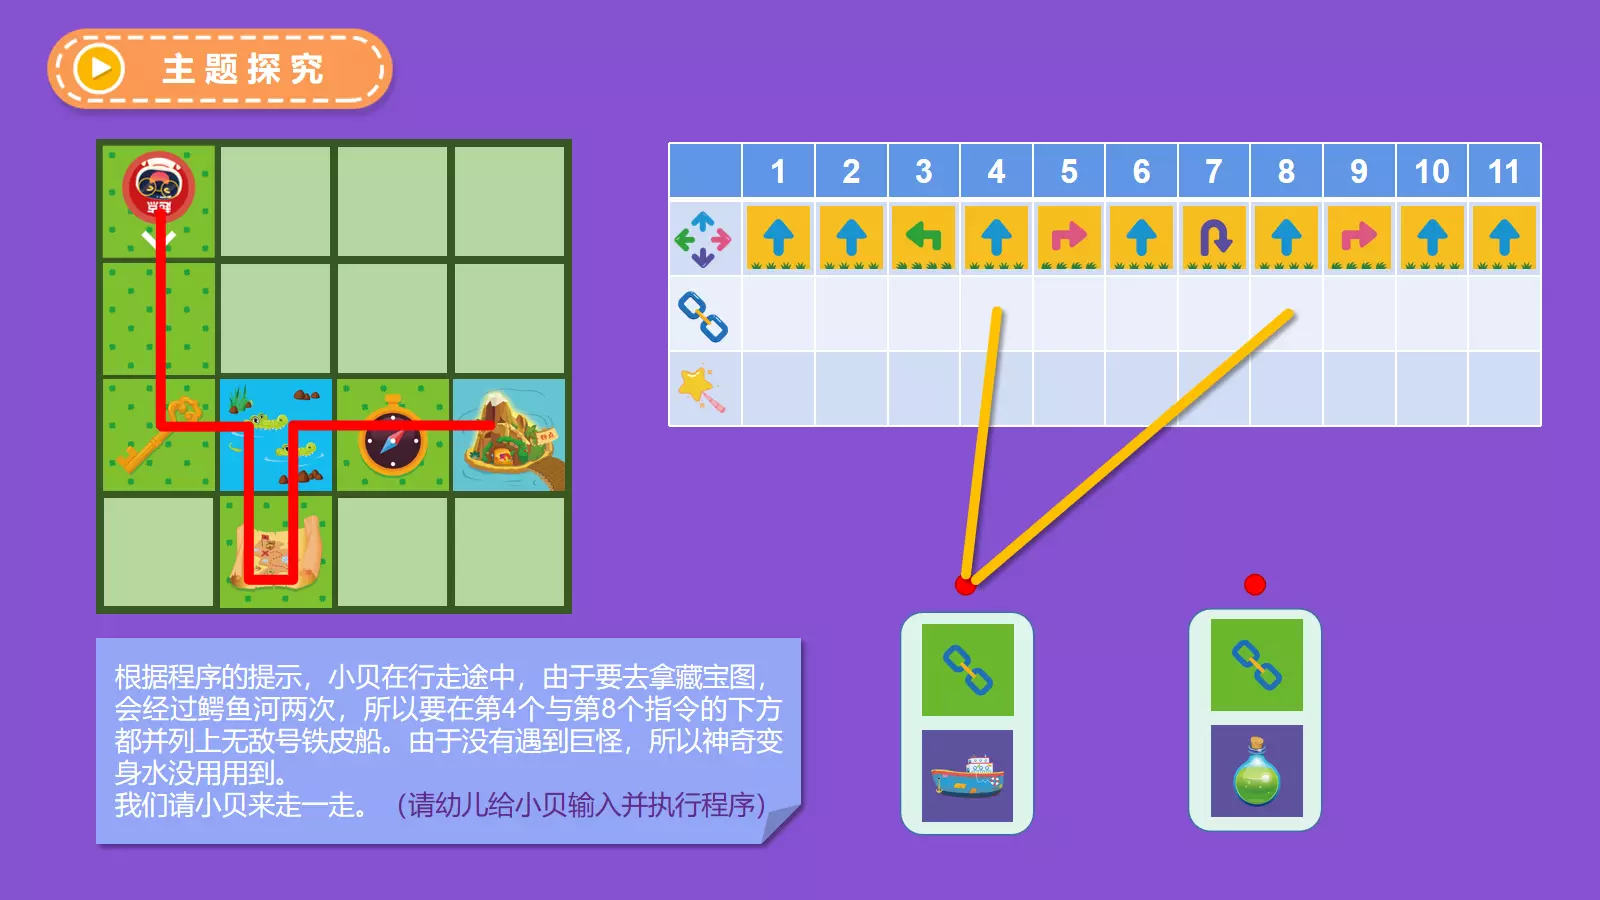 主题探究
起点
1 2 3 4 5 6 7 8 9 10 11
根据程序的提示，小贝在行走途中，由于要去拿藏宝图，
会经过鳄鱼河两次，所以要在第4个与第8个指令的下方
都并列上无敌号铁皮船。由于没有遇到巨怪，所以神奇变
身水没用用到。
我们请小贝来走一走。（请幼儿给小贝输入并执行程序）